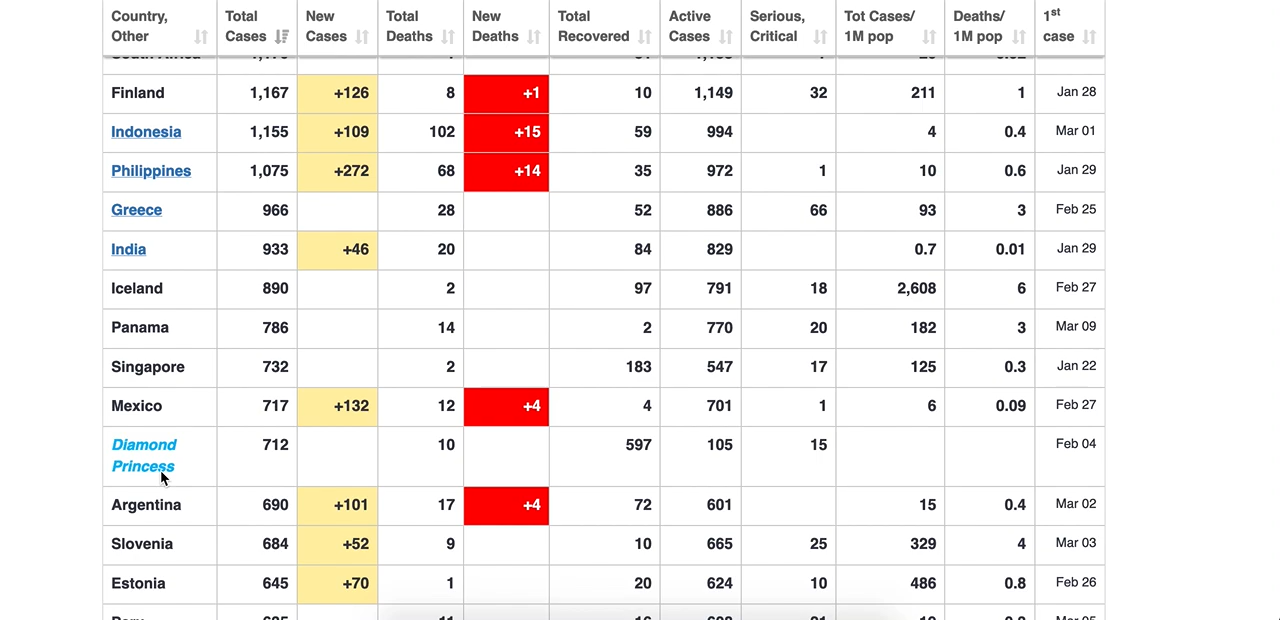 Country, Other Total Cases New Cases Total Deaths New Deaths Total Recovered Active Cases Serious, Critical Tot Cases/ 1M pop Deaths/ 1M pop 1st case
Finland 1,167 +126 8 +1 10 1,149 32 211 1 Jan 28
Indonesia 1,155 +109 102 +15 59 994 4 0.4 Mar 01
Philippines 1,075 +272 68 +14 35 972 1 10 0.6 Jan 29
Greece 966 28 52 886 66 93 3 Feb 25
India 933 +46 20 84 829 0.7 0.01 Jan 29
Iceland 890 2 97 791 18 2,608 6 Feb 27
Panama 786 14 2 770 20 182 3 Mar 09
Singapore 732 2 183 547 17 125 0.3 Jan 22
Mexico 717 +132 12 +4 4 701 1 6 0.09 Feb 27
Diamond Princess 712 10 597 105 15 Feb 04
Argentina 690 +101 17 +4 72 601 15 0.4 Mar 02
Slovenia 684 +52 9 10 665 25 329 4 Mar 03
Estonia 645 +70 1 20 624 10 486 0.8 Feb 26